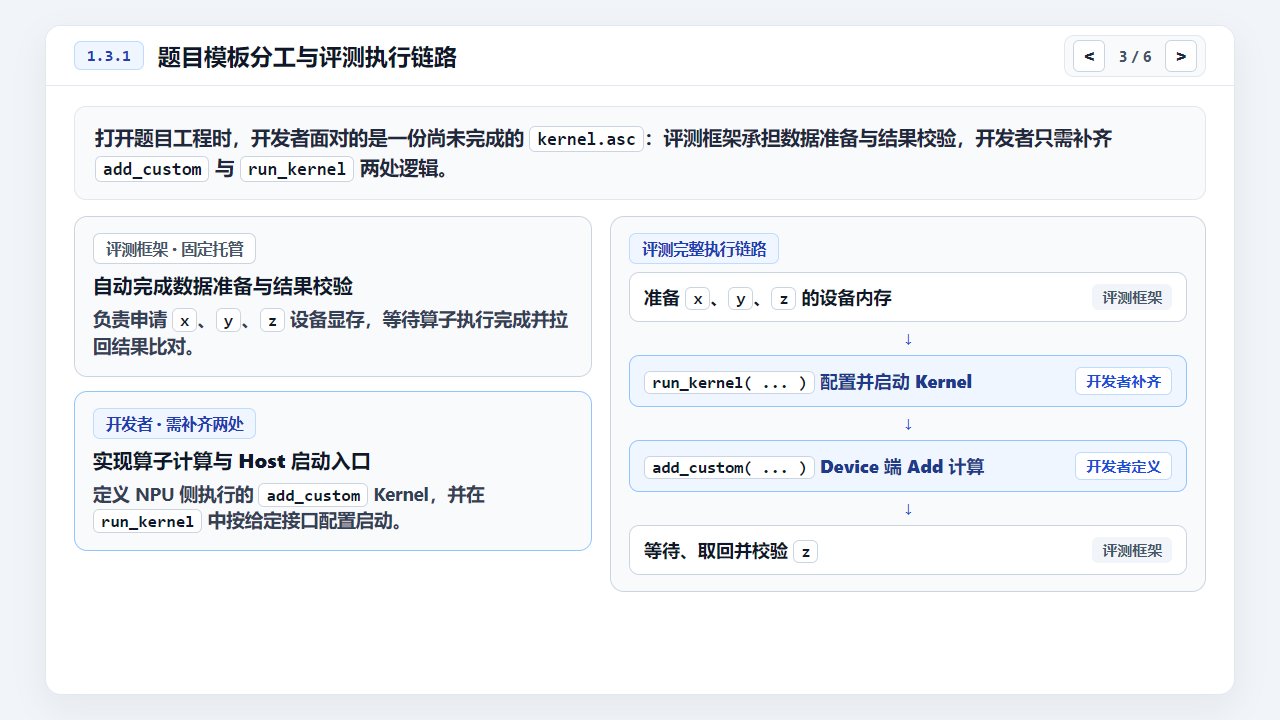 1.3.1 题目模板分工与评测执行链路
< 3 / 6 >
打开题目工程时，开发者面对的是一份尚未完成的 kernel.asc：评测框架承担数据准备与结果校验，开发者只需补齐
add_custom 与 run_kernel 两处逻辑。
评测框架 · 固定托管
自动完成数据准备与结果校验
负责申请 x、y、z 设备显存，等待算子执行完成并拉
回结果比对。
开发者 · 需补齐两处
实现算子计算与 Host 启动入口
定义 NPU 侧执行的 add_custom Kernel，并在
run_kernel 中按给定接口配置启动。
评测完整执行链路
准备 x、y、z 的设备内存 评测框架
↓
run_kernel( ... ) 配置并启动 Kernel 开发者补齐
↓
add_custom( ... ) Device 端 Add 计算 开发者定义
↓
等待、取回并校验 z 评测框架